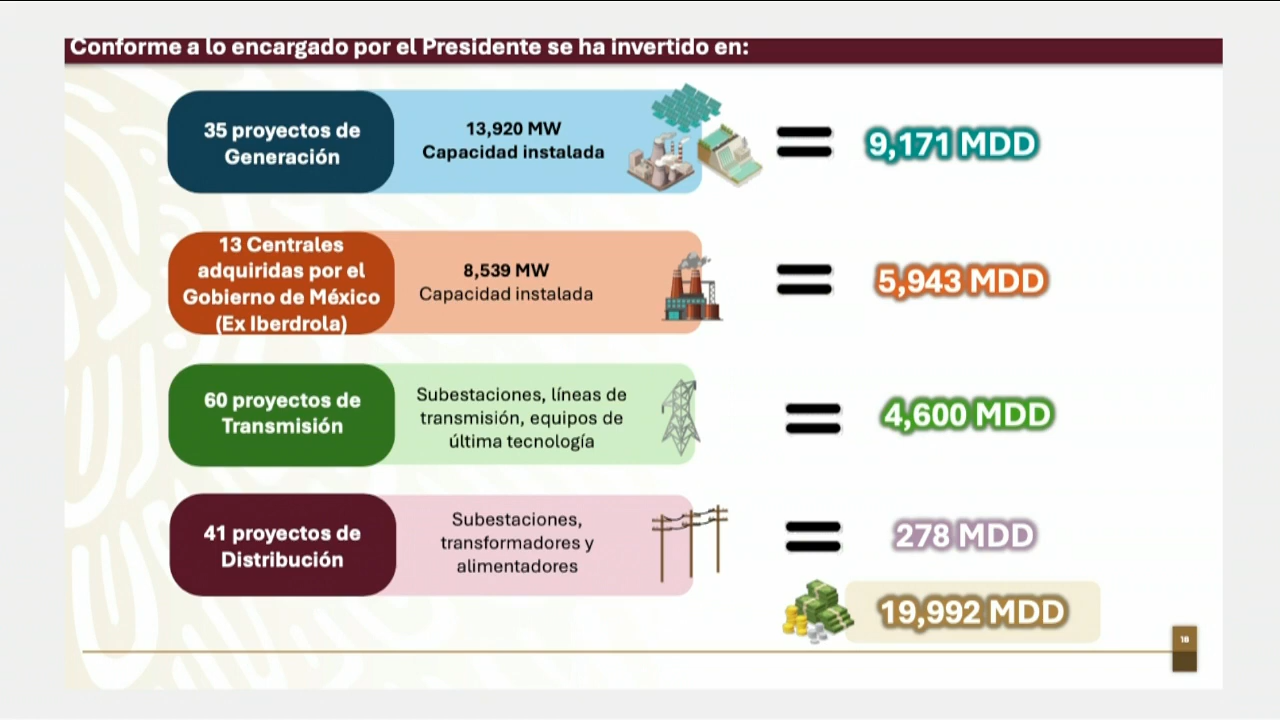 Conforme a lo encargado por el Presidente se ha invertido en:
35 proyectos de
Generación
13,920 MW
Capacidad instalada
9,171 MDD
13 Centrales
adquiridas por el
Gobierno de México
(Ex Iberdrola)
8,539 MW
Capacidad instalada
5,943 MDD
60 proyectos de
Transmisión
Subestaciones, líneas de
transmisión, equipos de
última tecnología
4,600 MDD
41 proyectos de
Distribución
Subestaciones,
transformadores y
alimentadores
278 MDD
19,992 MDD